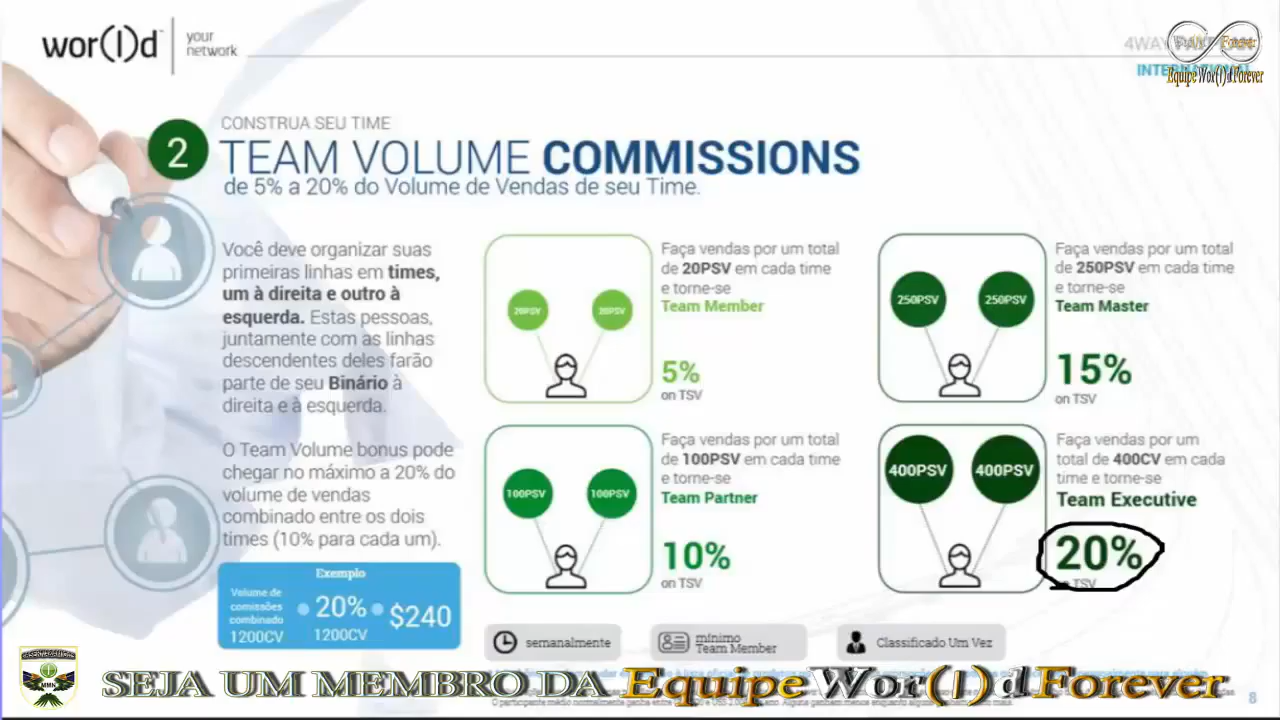 wor(l)d
your
network
4WAY
INTERNATIONAL
Equipe Wor(l)d Forever
2
CONSTRUA SEU TIME
TEAM VOLUME COMMISSIONS
de 5% a 20% do Volume de Vendas de seu Time.
Você deve organizar suas
primeiras linhas em times,
um à direita e outro à
esquerda. Estas pessoas,
juntamente com as linhas
descendentes deles farão
parte de seu Binário à
direita e à esquerda.
O Team Volume bonus pode
chegar no máximo a 20% do
volume de vendas
combinado entre os dois
times (10% para cada um).
Exemplo
Volume de
comissões
combinado
1200CV
20%
1200CV
$240
20PSV 20PSV
Faça vendas por um total
de 20PSV em cada time
e torne-se
Team Member
5%
on TSV
250PSV 250PSV
Faça vendas por um total
de 250PSV em cada time
e torne-se
Team Master
15%
on TSV
100PSV 100PSV
Faça vendas por um total
de 100PSV em cada time
e torne-se
Team Partner
10%
on TSV
400PSV 400PSV
Faça vendas por um
total de 400CV em cada
time e torne-se
Team Executive
20%
on TSV
semanalmente
mínimo
Team Member
Classificado Um Vez
MMN
SEJA UM MEMBRO DA Equipe Wor(l)d Forever
8